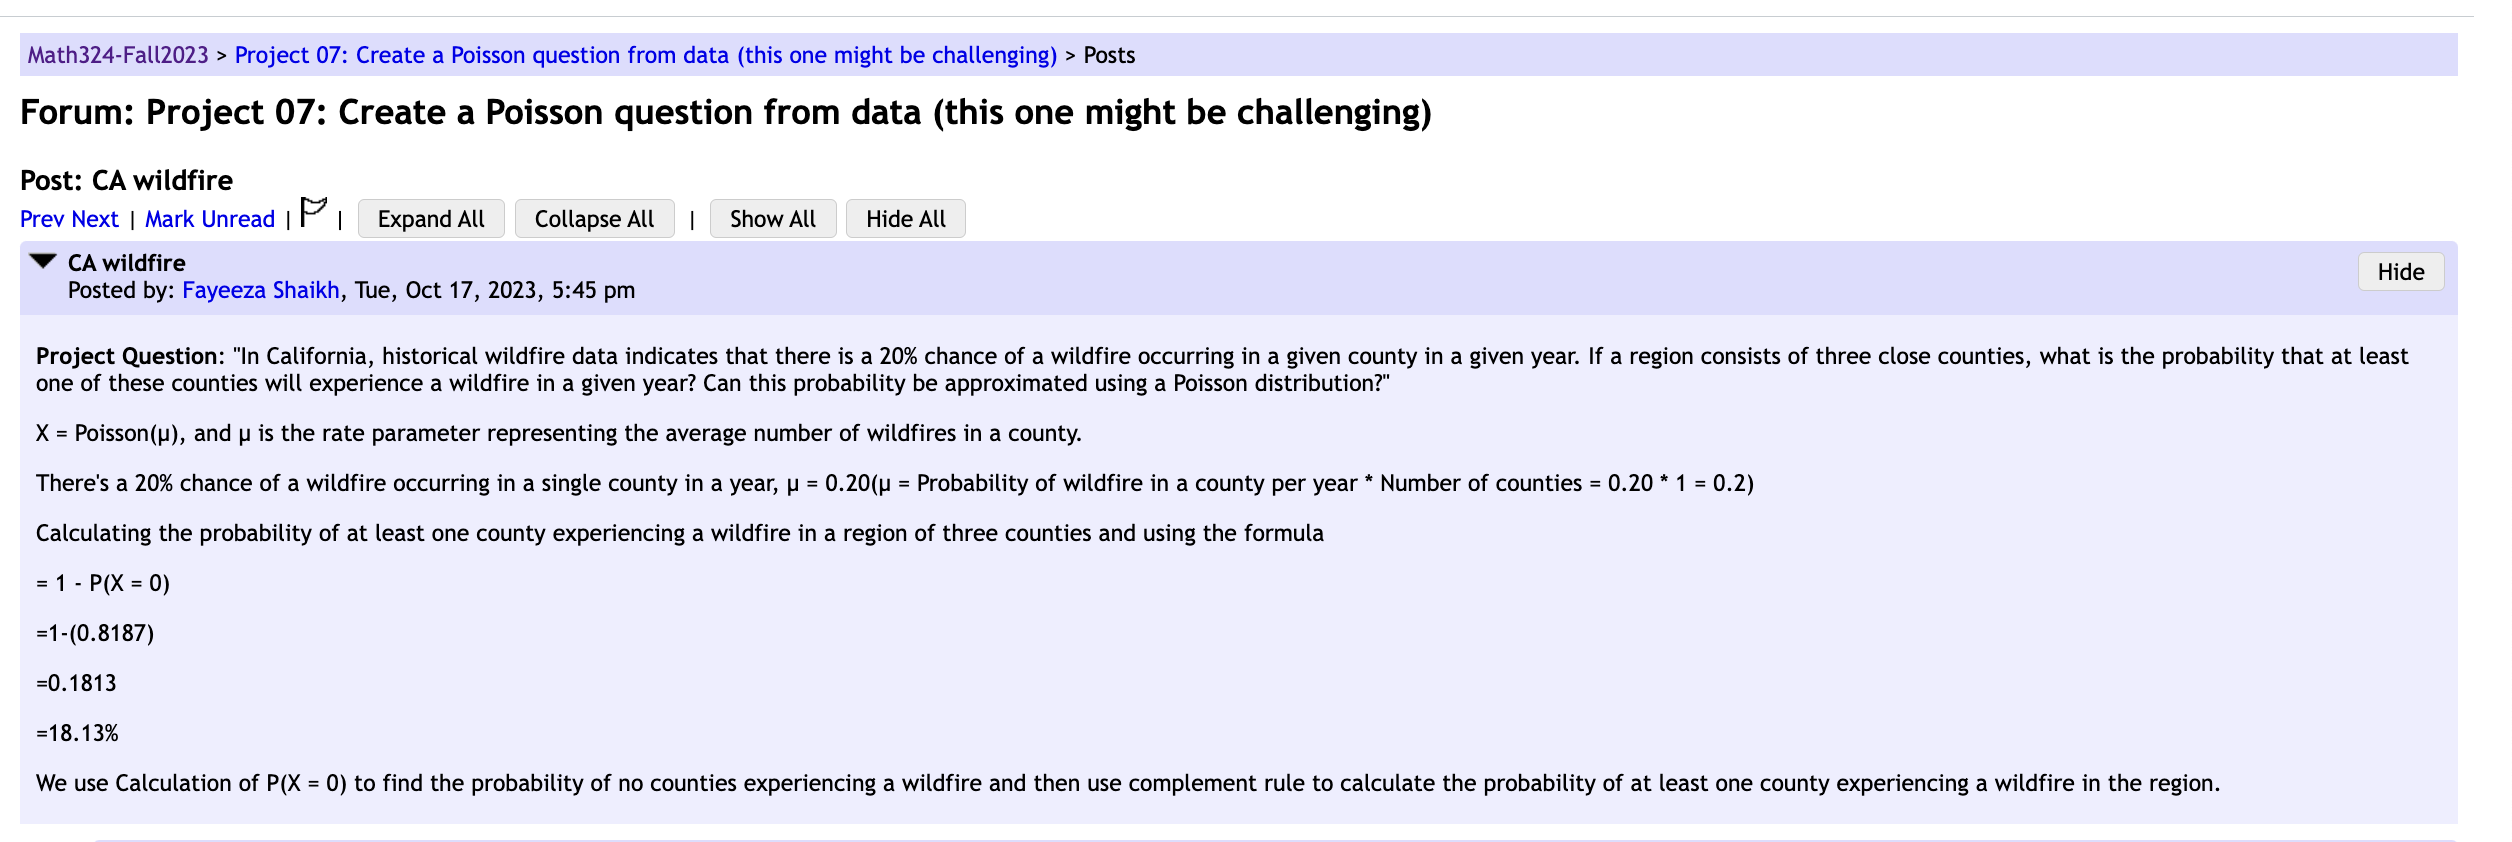 Math324-Fall2023 > Project 07: Create a Poisson question from data (this one might be challenging) > Posts
Forum: Project 07: Create a Poisson question from data (this one might be challenging)
Post: CA wildfire
Prev Next | Mark Unread | | Expand All Collapse All | Show All Hide All
CA wildfire
Hide
Posted by: Fayeeza Shaikh, Tue, Oct 17, 2023, 5:45 pm
Project Question: "In California, historical wildfire data indicates that there is a 20% chance of a wildfire occurring in a given county in a given year. If a region consists of three close counties, what is the probability that at least
one of these counties will experience a wildfire in a given year? Can this probability be approximated using a Poisson distribution?"
X = Poisson(μ), and μ is the rate parameter representing the average number of wildfires in a county.
There's a 20% chance of a wildfire occurring in a single county in a year, μ = 0.20(μ = Probability of wildfire in a county per year * Number of counties = 0.20 * 1 = 0.2)
Calculating the probability of at least one county experiencing a wildfire in a region of three counties and using the formula
= 1 - P(X = 0)
=1-(0.8187)
=0.1813
=18.13%
We use Calculation of P(X = 0) to find the probability of no counties experiencing a wildfire and then use complement rule to calculate the probability of at least one county experiencing a wildfire in the region.